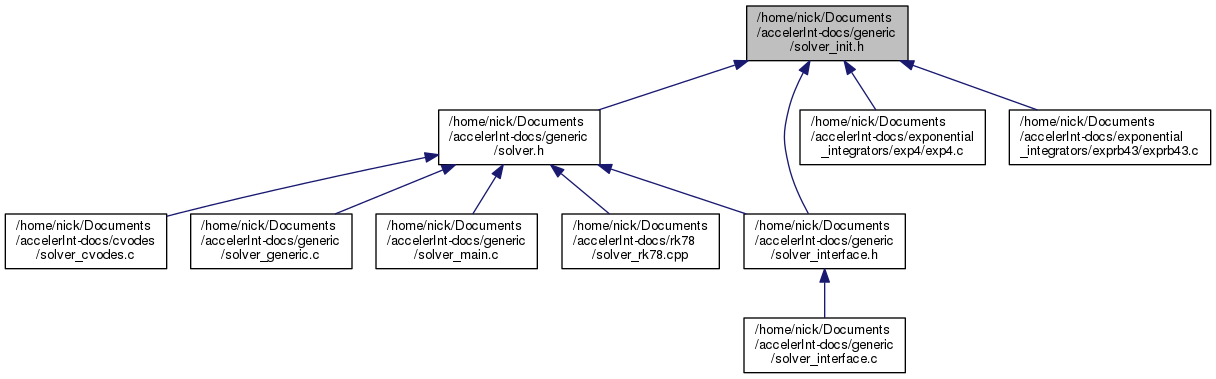 /home/nick/Documents
/accelerInt-docs/generic
/solver_init.h
/home/nick/Documents
/accelerInt-docs/generic
/solver.h
/home/nick/Documents
/accelerInt-docs/exponential
_integrators/exp4/exp4.c
/home/nick/Documents
/accelerInt-docs/exponential
_integrators/exprb43/exprb43.c
/home/nick/Documents
/accelerInt-docs/cvodes
/solver_cvodes.c
/home/nick/Documents
/accelerInt-docs/generic
/solver_generic.c
/home/nick/Documents
/accelerInt-docs/generic
/solver_main.c
/home/nick/Documents
/accelerInt-docs/rk78
/solver_rk78.cpp
/home/nick/Documents
/accelerInt-docs/generic
/solver_interface.h
/home/nick/Documents
/accelerInt-docs/generic
/solver_interface.c